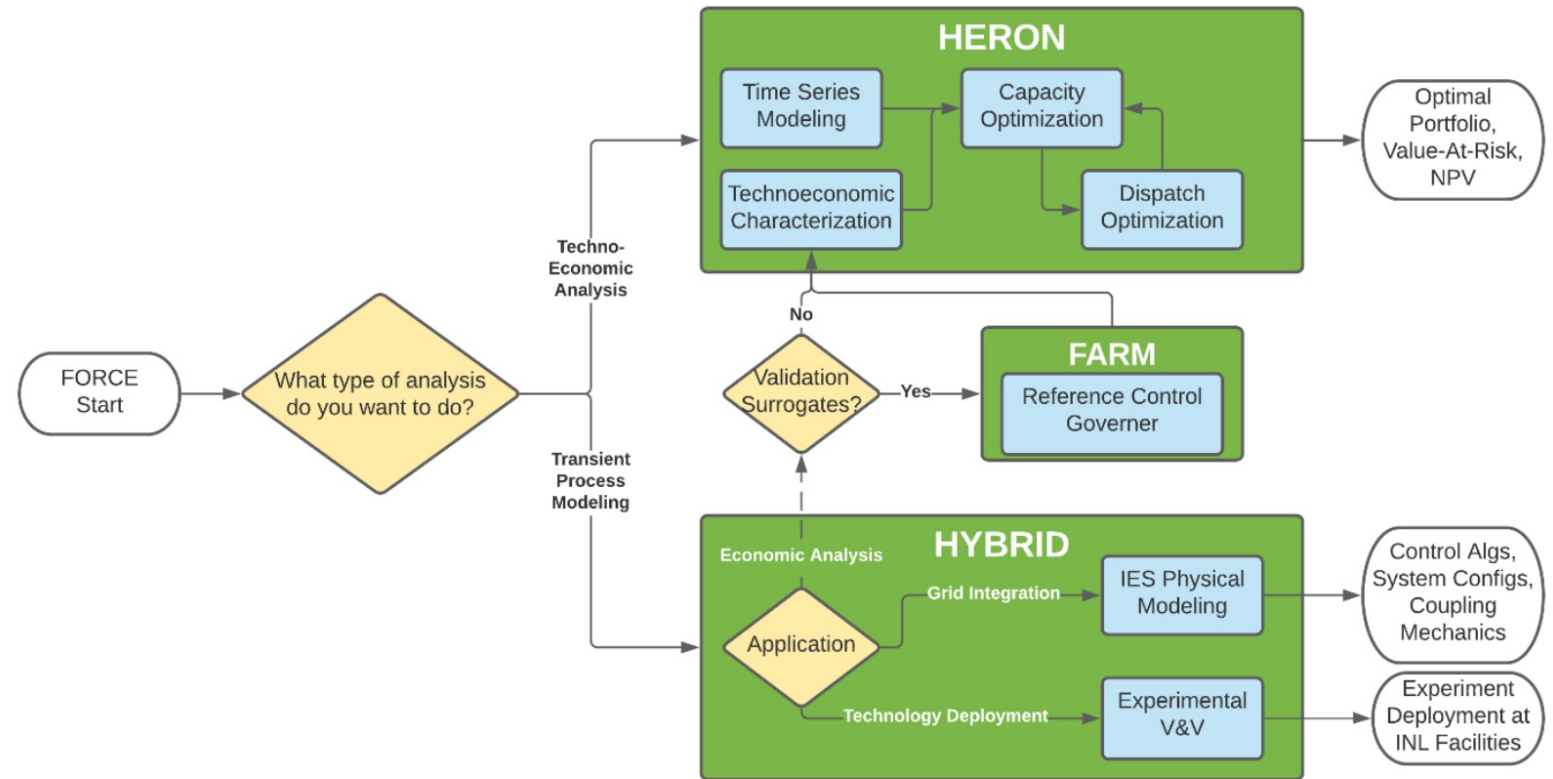 FORCE
Start
What type of analysis
do you want to do?
Techno-
Economic
Analysis
Transient
Process
Modeling
HERON
Time Series
Modeling
Capacity
Optimization
Technoeconomic
Characterization
Dispatch
Optimization
Optimal
Portfolio,
Value-At-Risk,
NPV
No
Validation
Surrogates?
Yes
FARM
Reference Control
Governer
HYBRID
Economic Analysis
Application
Grid Integration
IES Physical
Modeling
Technology Deployment
Experimental
V&V
Control Algs,
System Configs,
Coupling
Mechanics
Experiment
Deployment at
INL Facilities